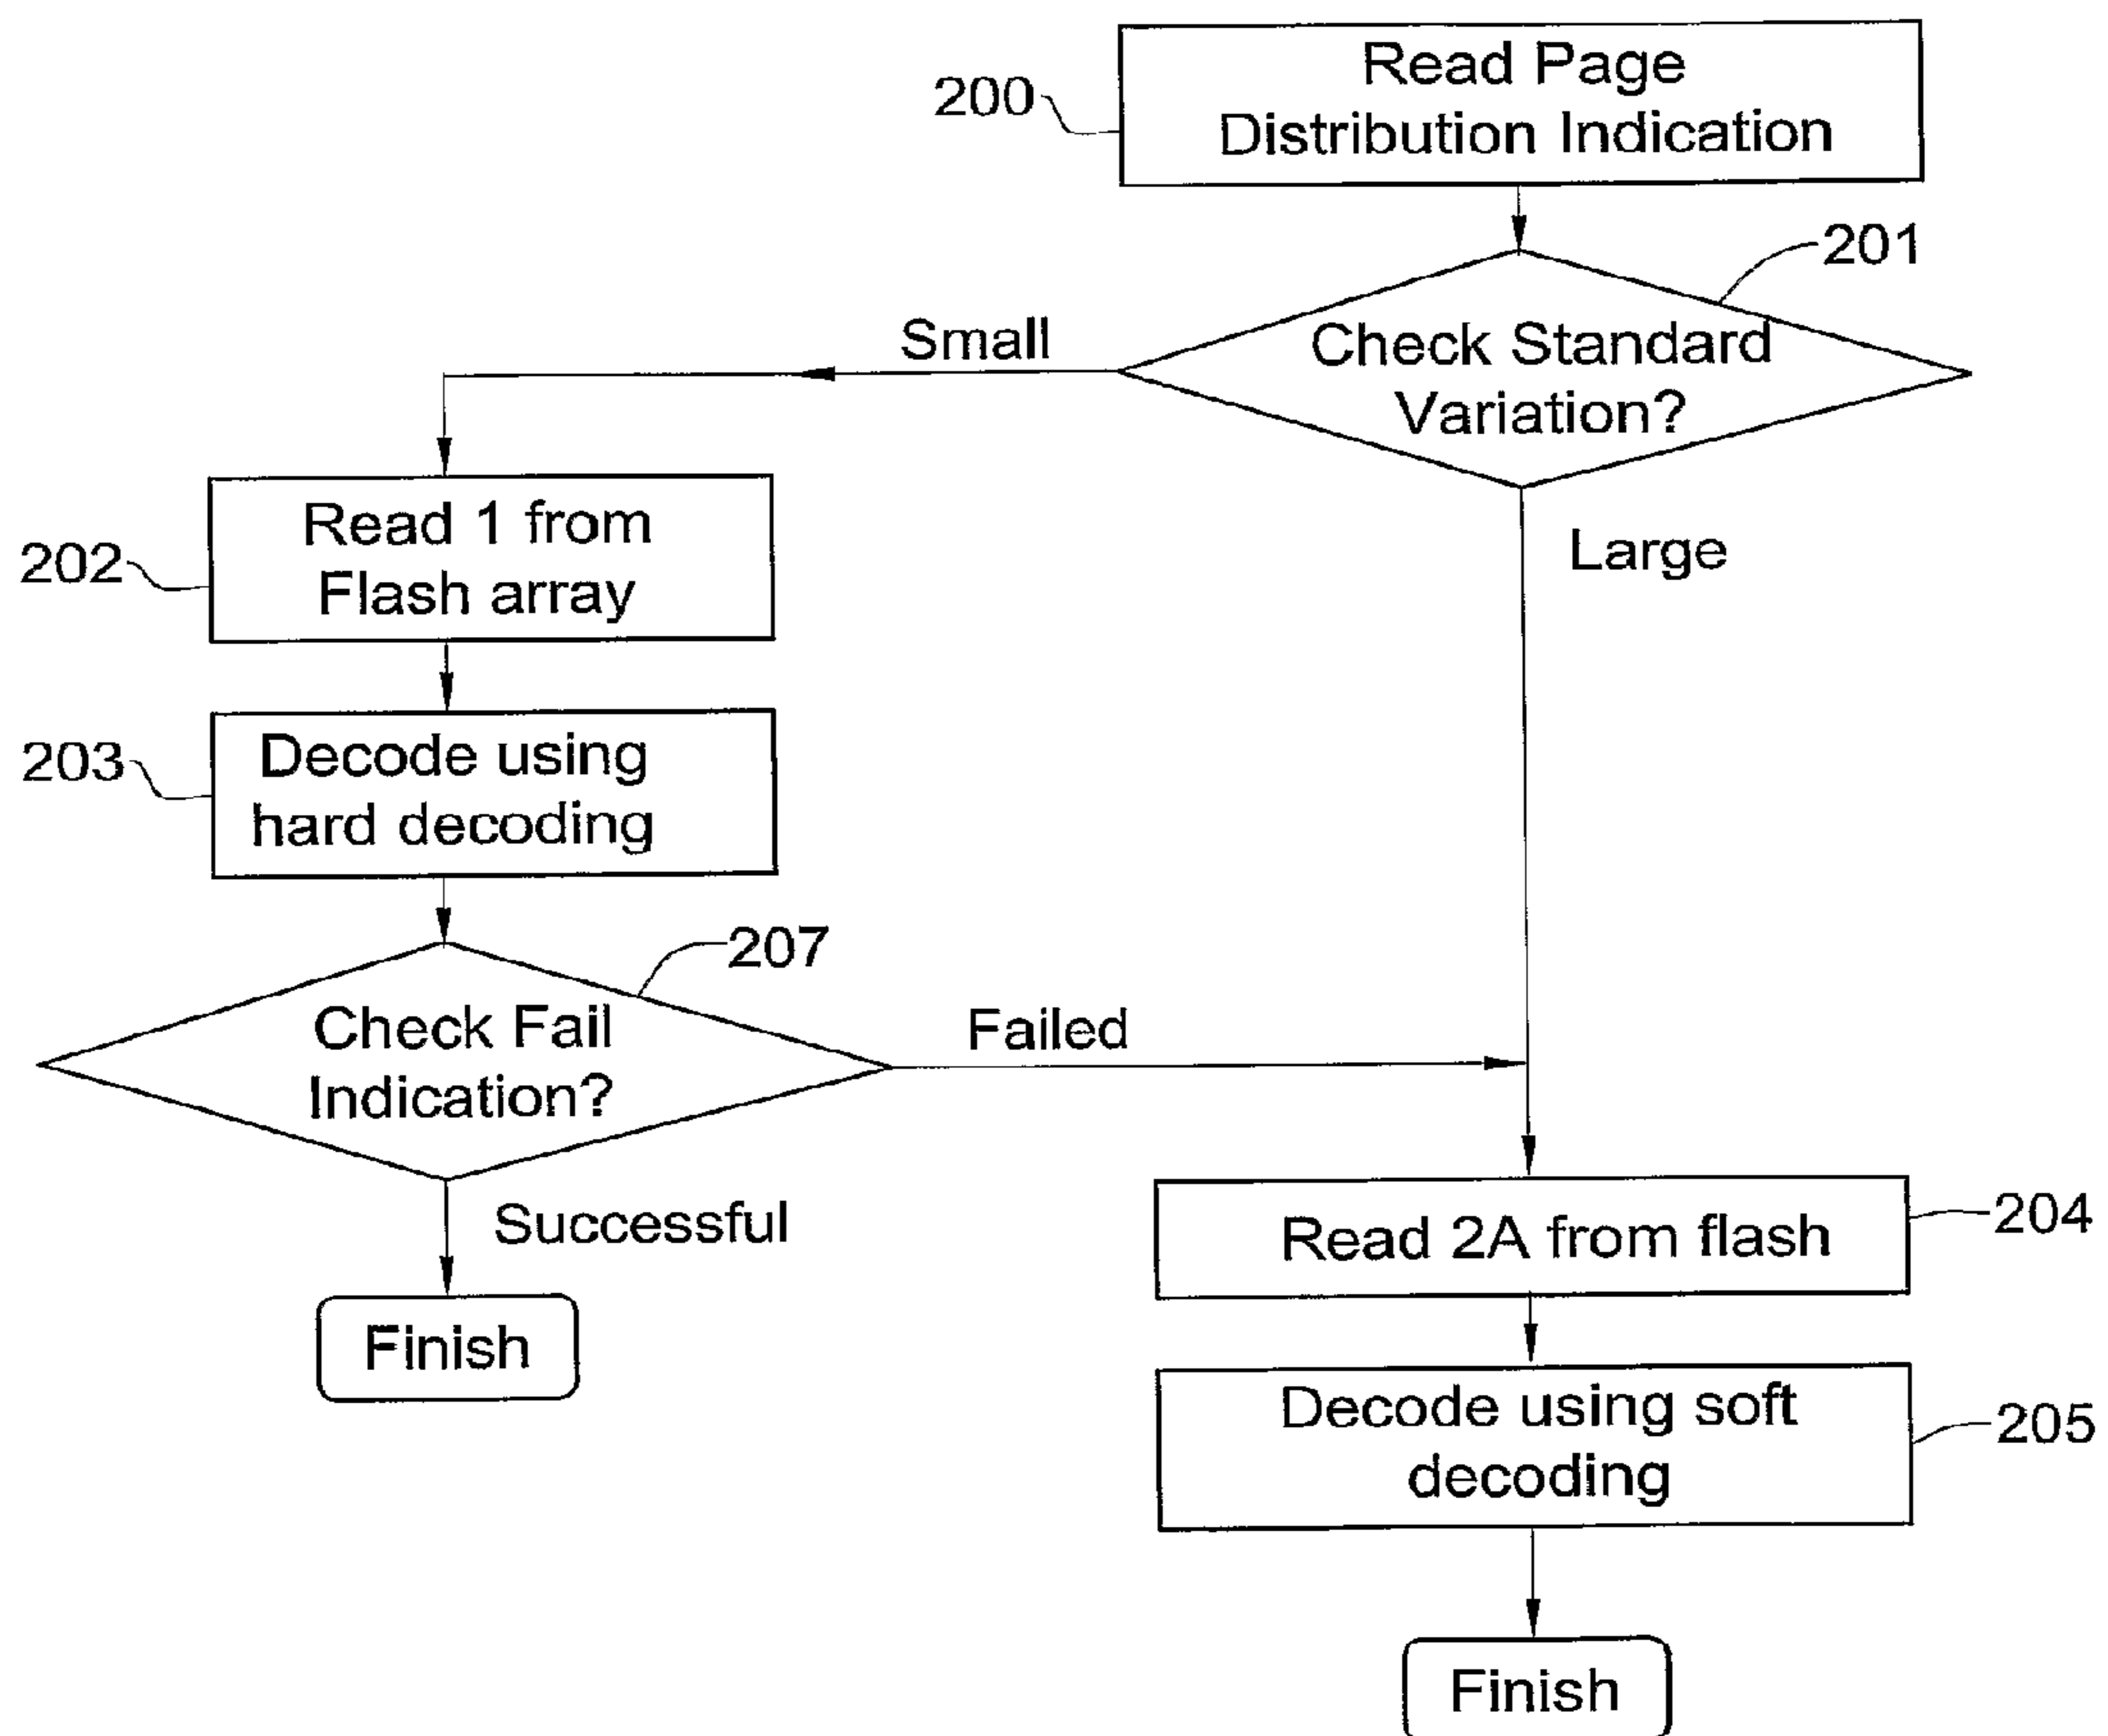 Read Page
Distribution Indication
200
201
Check Standard
Variation?
Small
Large
Read 1 from
Flash array
202
Decode using
hard decoding
203
207
Check Fail
Indication?
Failed
Successful
Finish
Read 2A from flash
204
Decode using soft
decoding
205
Finish